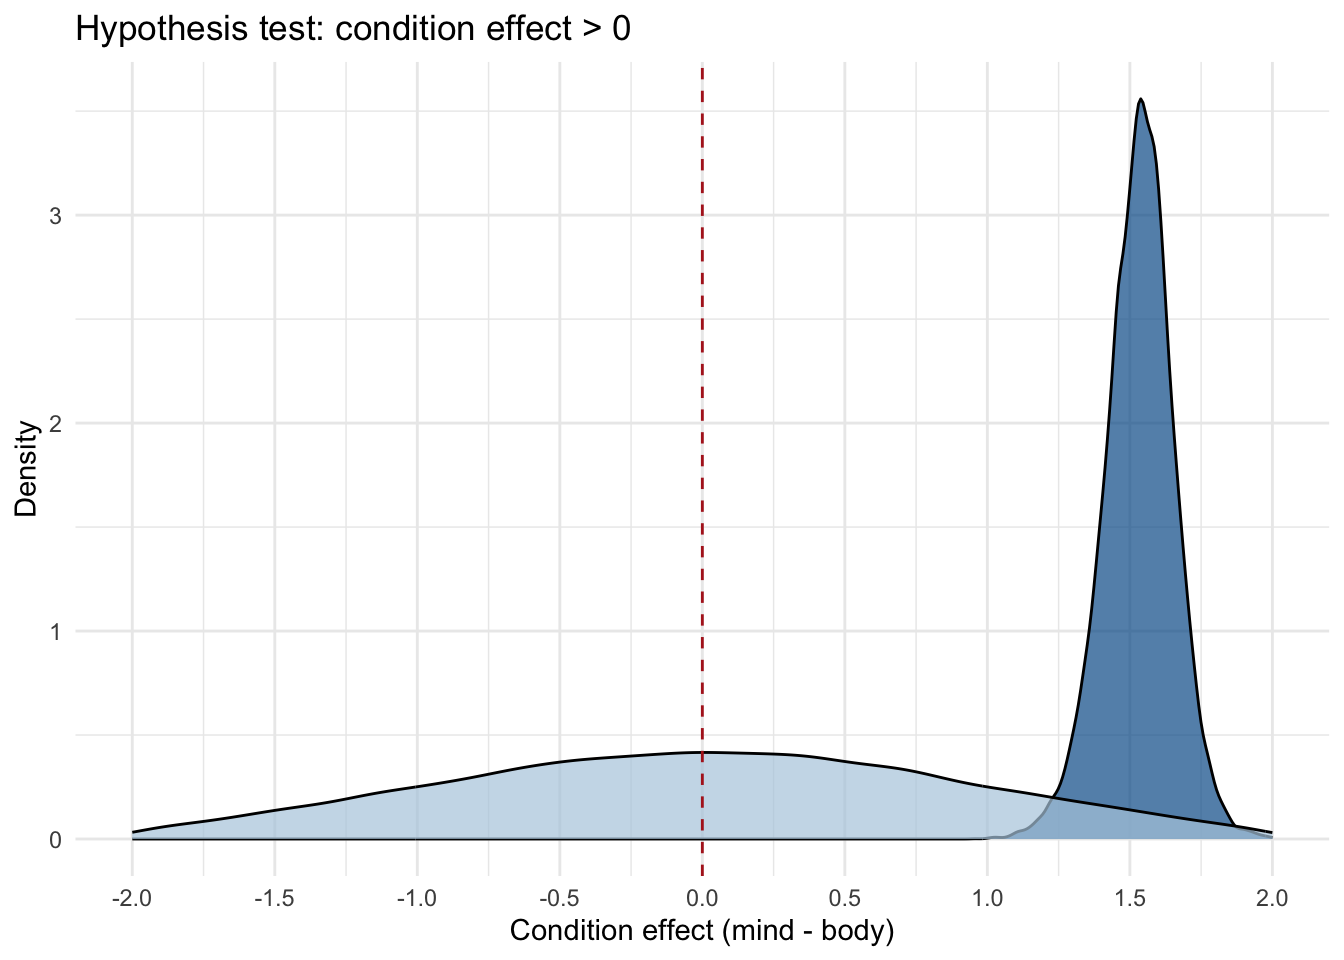 Hypothesis test: condition effect > 0
Density
3
2
1
0
-2.0 -1.5 -1.0 -0.5 0.0 0.5 1.0 1.5 2.0
Condition effect (mind - body)